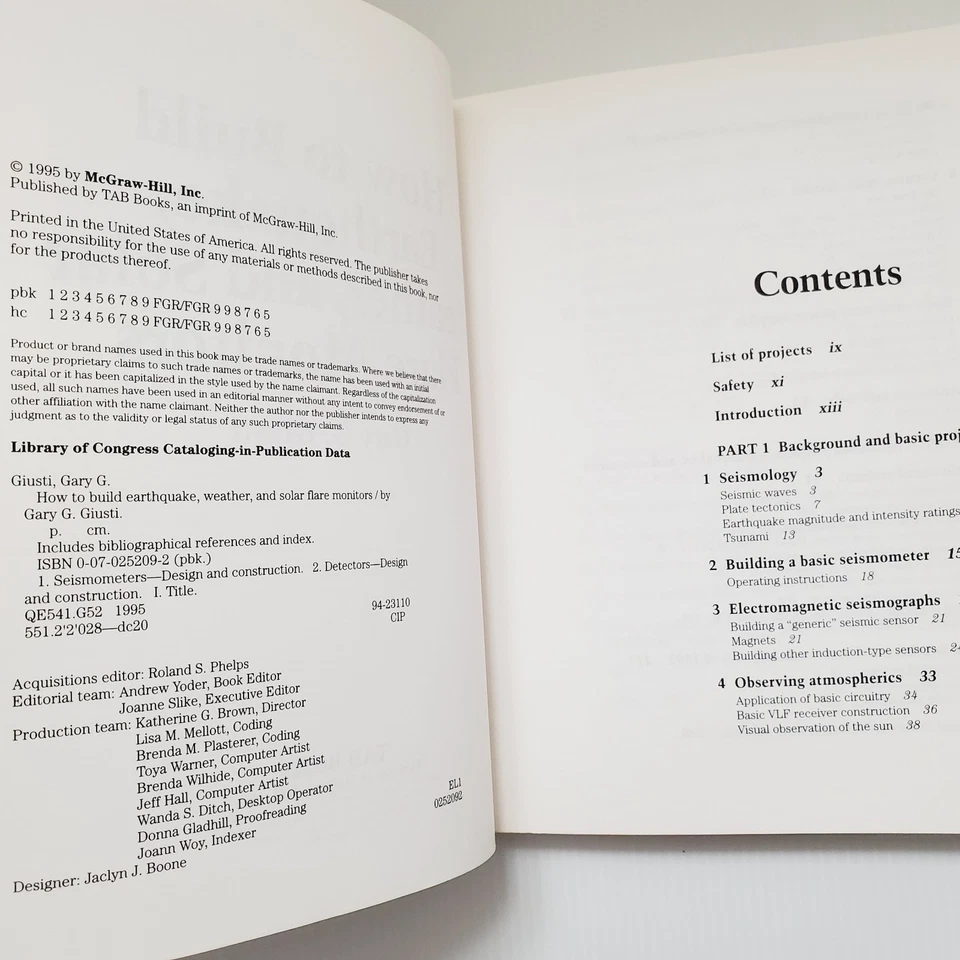 © 1995 by McGraw-Hill, Inc.
Published by TAB Books, an imprint of McGraw-Hill, Inc.
Printed in the United States of America. All rights reserved. The publisher takes
no responsibility for the use of any materials or methods described in this book, nor
for the products thereof.
pbk 1 2 3 4 5 6 7 8 9 FGR/FGR 9 9 8 7 6 5
hc 1 2 3 4 5 6 7 8 9 FGR/FGR 9 9 8 7 6 5
Product or brand names used in this book may be trade names or trademarks. Where we believe that there
may be proprietary claims to such trade names or trademarks, the name has been used with an initial
capital or it has been capitalized in the style used by the name claimant. Regardless of the capitalization
used, all such names have been used in an editorial manner without any intent to convey endorsement of or
other affiliation with the name claimant. Neither the author nor the publisher intends to express any
judgment as to the validity or legal status of any such proprietary claims.
Library of Congress Cataloging-in-Publication Data
Giusti, Gary G.
How to build earthquake, weather, and solar flare monitors / by
Gary G. Giusti.
p. cm.
Includes bibliographical references and index.
ISBN 0-07-025209-2 (pbk.)
1. Seismometers—Design and construction. 2. Detectors—Design
and construction. I. Title.
QE541.G52 1995
551.2'2'028—dc20
94-23110
CIP
Acquisitions editor: Roland S. Phelps
Editorial team: Andrew Yoder, Book Editor
Joanne Slike, Executive Editor
Production team: Katherine G. Brown, Director
Lisa M. Mellott, Coding
Brenda M. Plasterer, Coding
Toya Warner, Computer Artist
Brenda Wilhide, Computer Artist
Jeff Hall, Computer Artist
Wanda S. Ditch, Desktop Operator
Donna Gladhill, Proofreading
Joann Woy, Indexer
Designer: Jaclyn J. Boone
EL1
0252092
Contents
List of projects ix
Safety xi
Introduction xiii
PART 1 Background and basic proj
1 Seismology 3
Seismic waves 3
Plate tectonics 7
Earthquake magnitude and intensity ratings
Tsunami 13
2 Building a basic seismometer 15
Operating instructions 18
3 Electromagnetic seismographs
Building a "generic" seismic sensor 21
Magnets 21
Building other induction-type sensors 24
4 Observing atmospherics 33
Application of basic circuitry 34
Basic VLF receiver construction 36
Visual observation of the sun 38